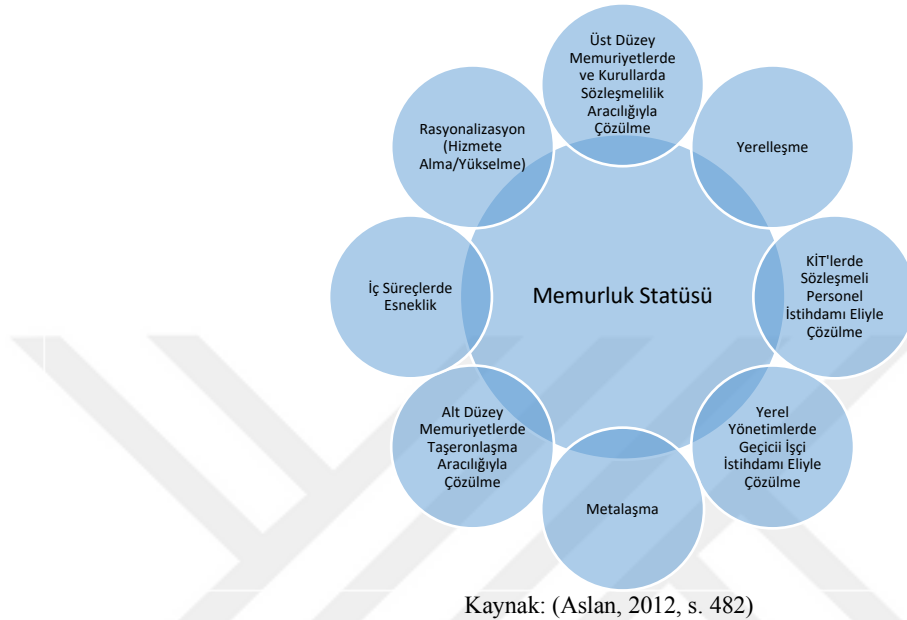 Üst Düzey
Memuriyetlerde
ve Kurullarda
Sözleşmelilik
Aracılığıyla
Çözülme
Yerelleşme
KİT'lerde
Sözleşmeli
Personel
İstihdamı Eliyle
Çözülme
Yerel
Yönetimlerde
Geçicii İşçi
İstihdamı Eliyle
Çözülme
Metalaşma
Alt Düzey
Memuriyetlerde
Taşeronlaşma
Aracılığıyla
Çözülme
İç Süreçlerde
Esneklik
Rasyonalizasyon
(Hizmete
Alma/Yükselme)
Memurluk Statüsü
Kaynak: (Aslan, 2012, s. 482)